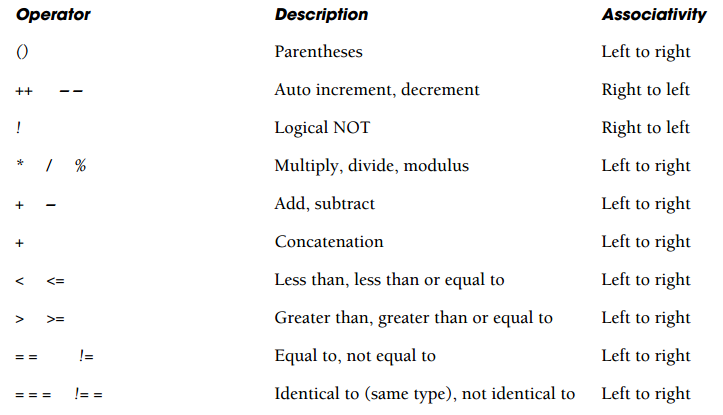 Operator Description Associativity
() Parentheses Left to right
++ -- Auto increment, decrement Right to left
! Logical NOT Right to left
* / % Multiply, divide, modulus Left to right
+ - Add, subtract Left to right
+ Concatenation Left to right
< <= Less than, less than or equal to Left to right
> >= Greater than, greater than or equal to Left to right
= = != Equal to, not equal to Left to right
= = = != = Identical to (same type), not identical to Left to right